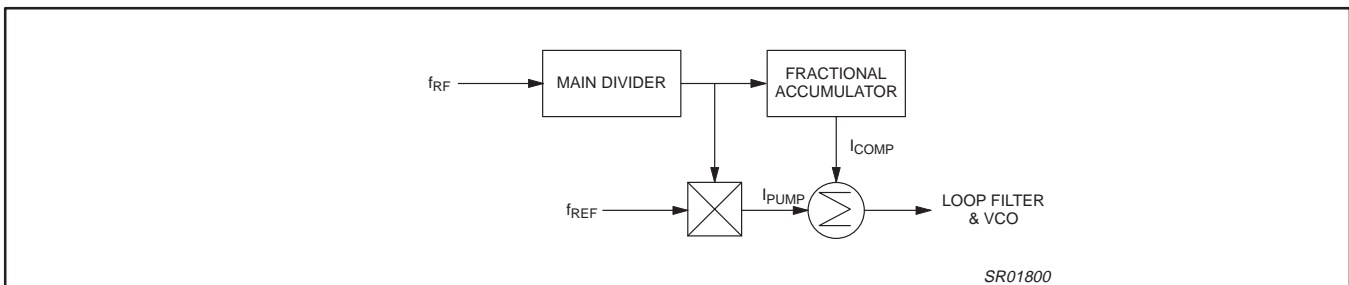 f_RF
MAIN DIVIDER
FRACTIONAL
ACCUMULATOR
I_COMP
f_REF
I_PUMP
Σ
LOOP FILTER
& VCO
SR01800